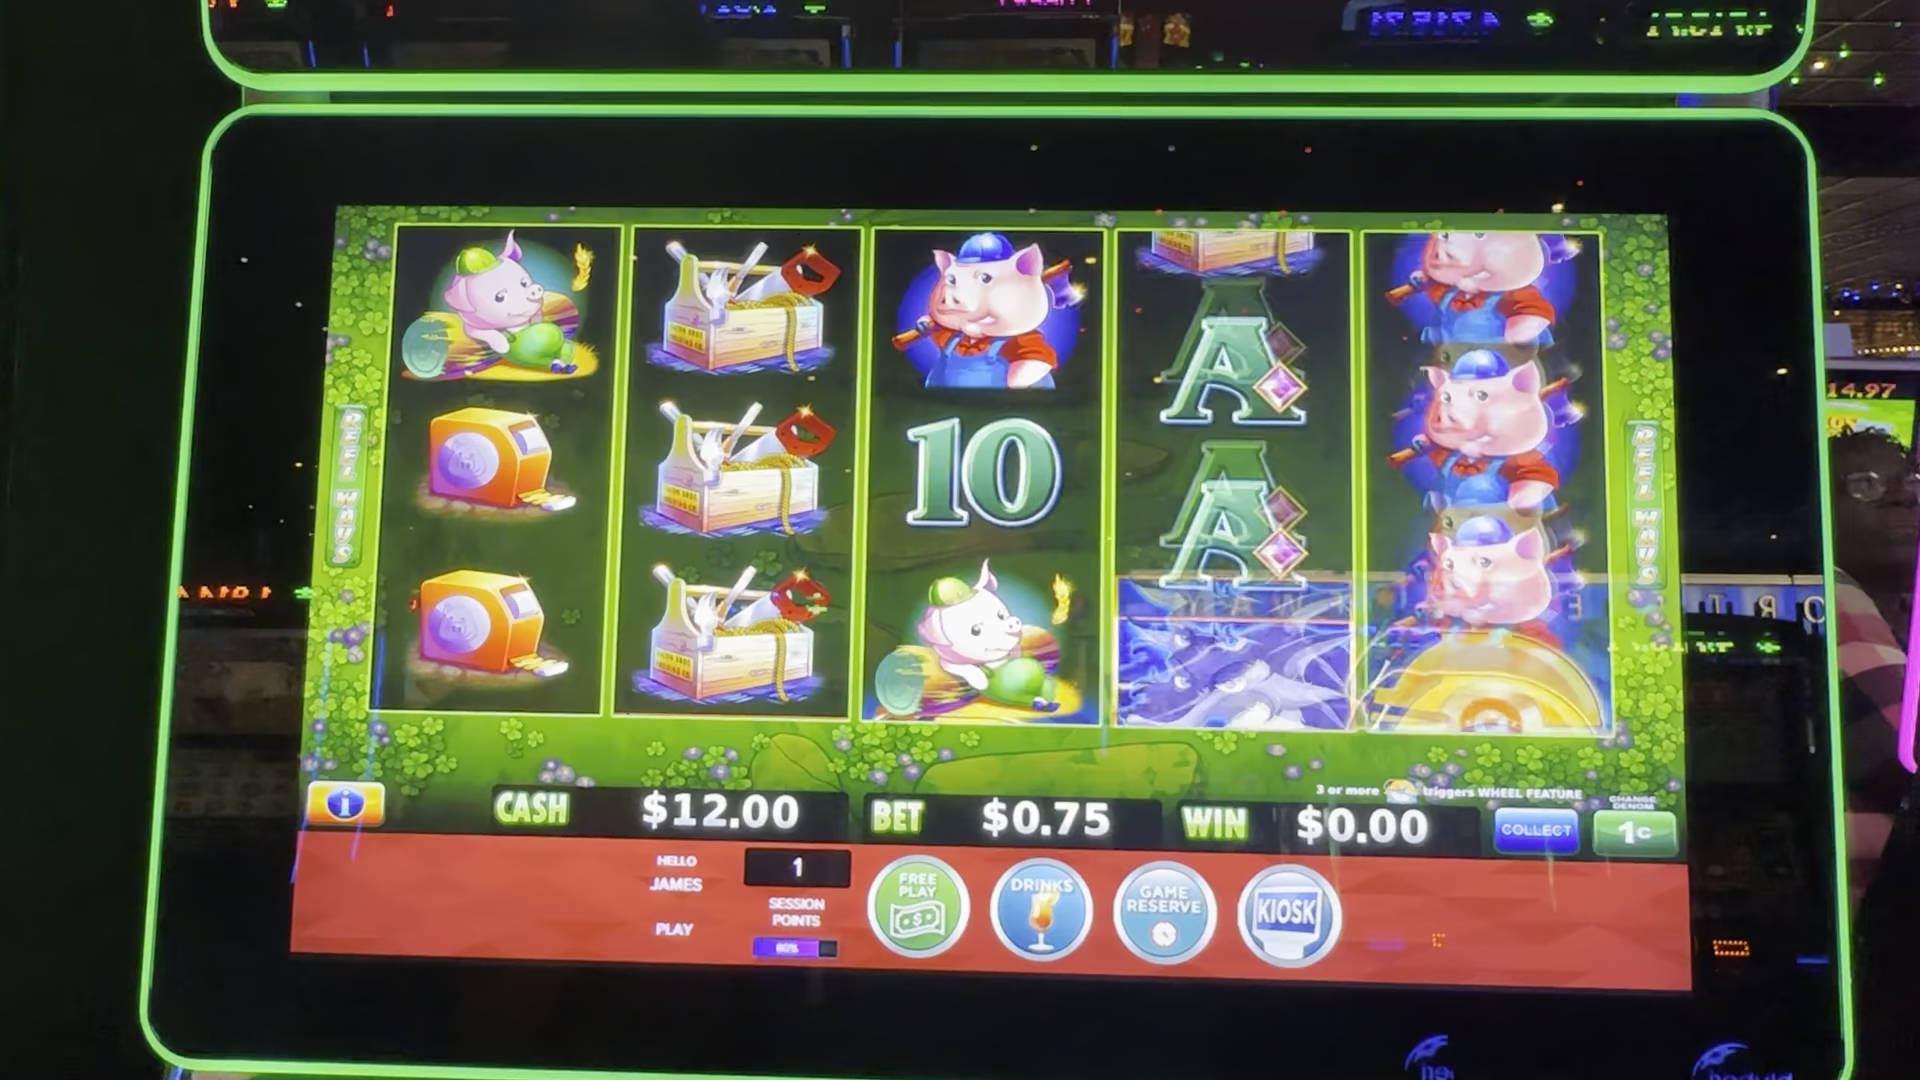 14.97
10
A
A
REEL WAYS
REEL WAYS
3 or more triggers WHEEL FEATURE
CHANGE DENOM
i
CASH $12.00
BET $0.75
WIN $0.00
COLLECT
1¢
HELLO
JAMES
PLAY
1
SESSION
POINTS
80%
FREE
PLAY
DRINKS
GAME
RESERVE
KIOSK